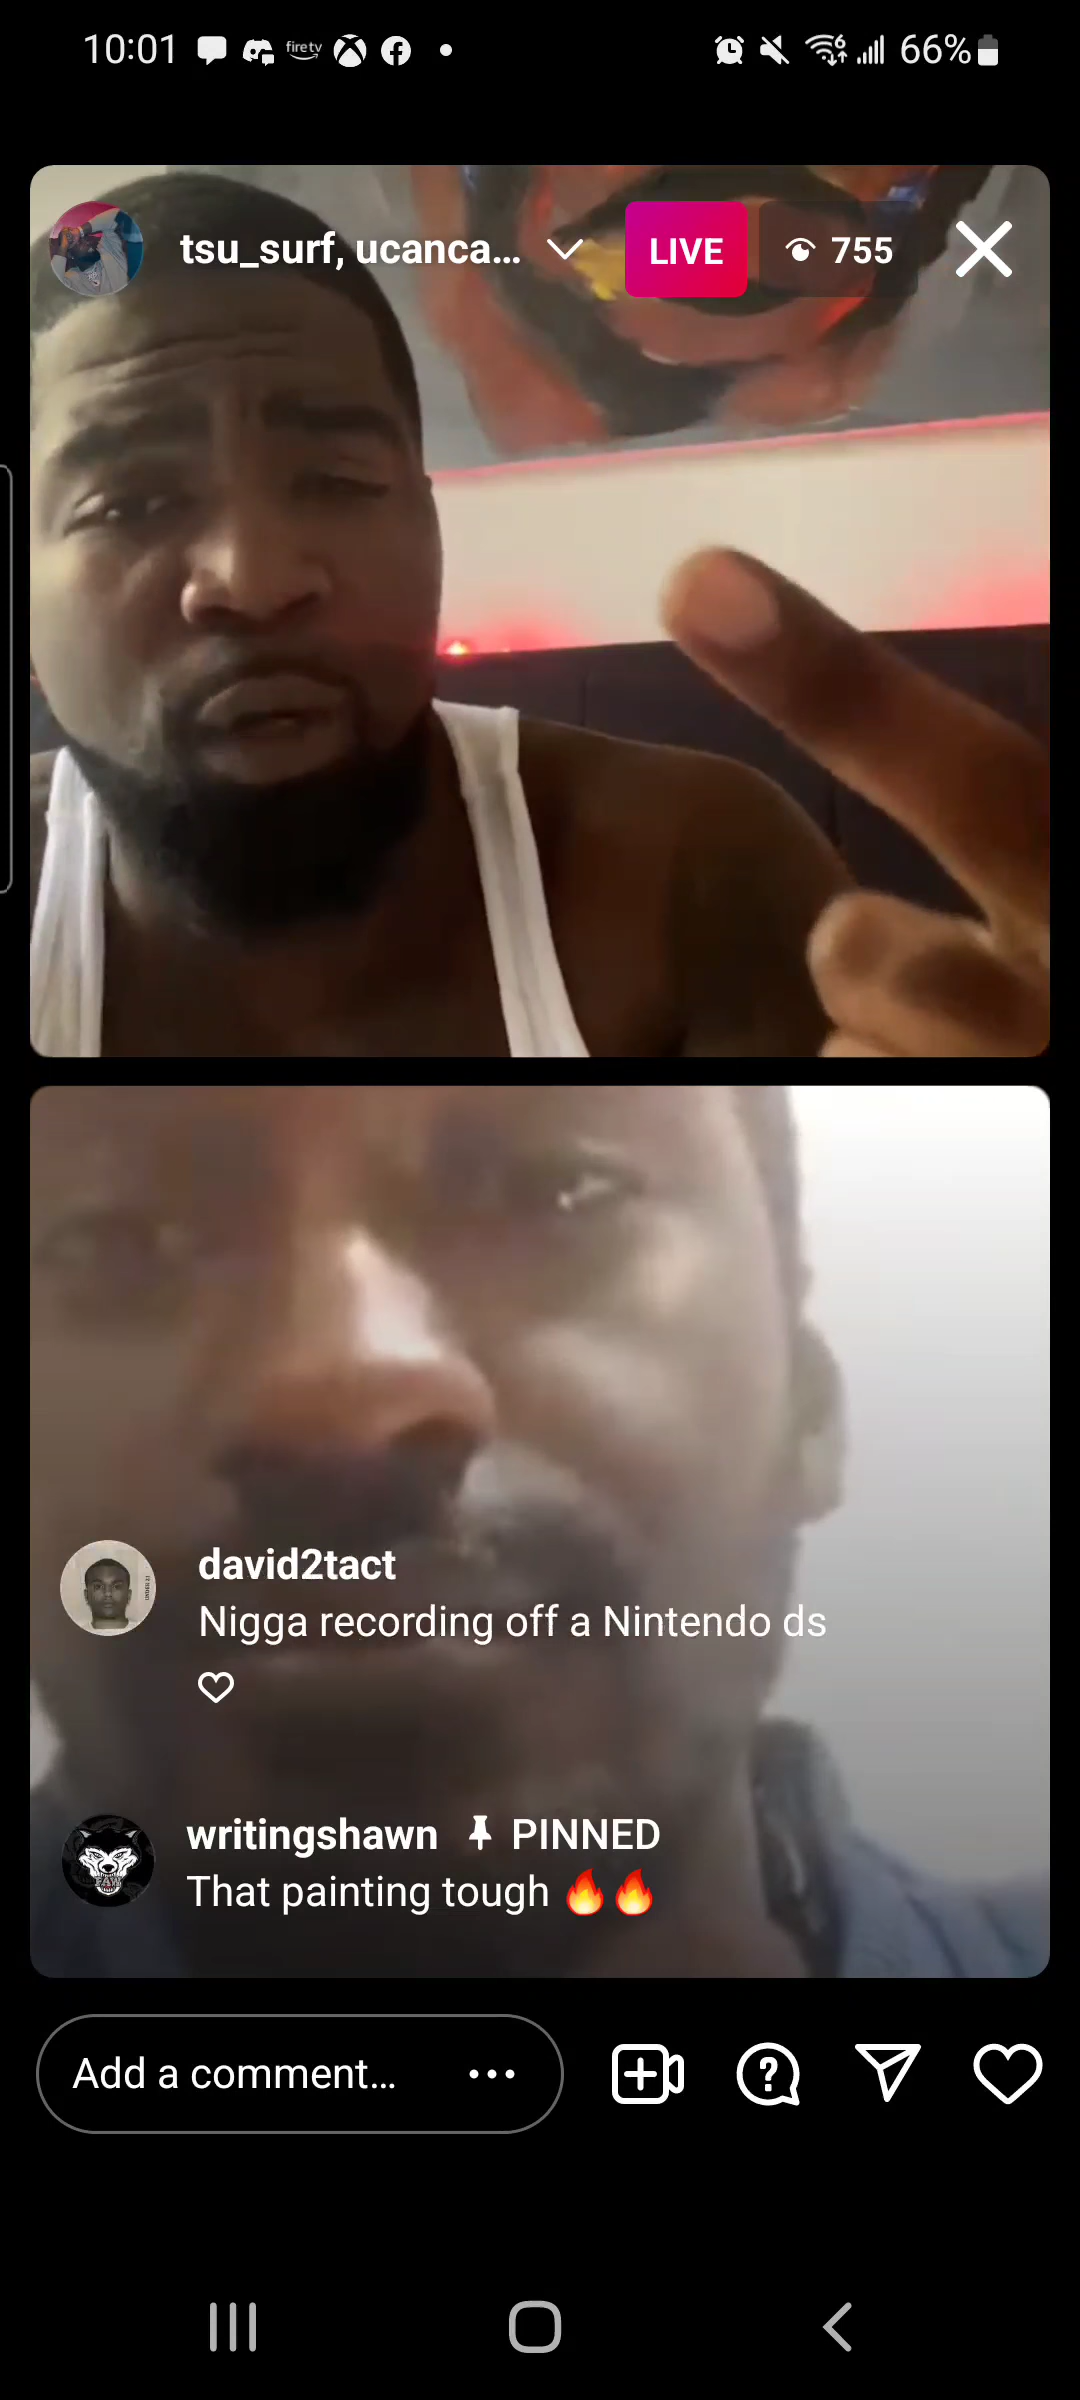 10:01 firetv 66%
tsu_surf, ucanca... LIVE 755
david2tact
Nigga recording off a Nintendo ds
writingshawn PINNED
That painting tough 🔥🔥
Add a comment...